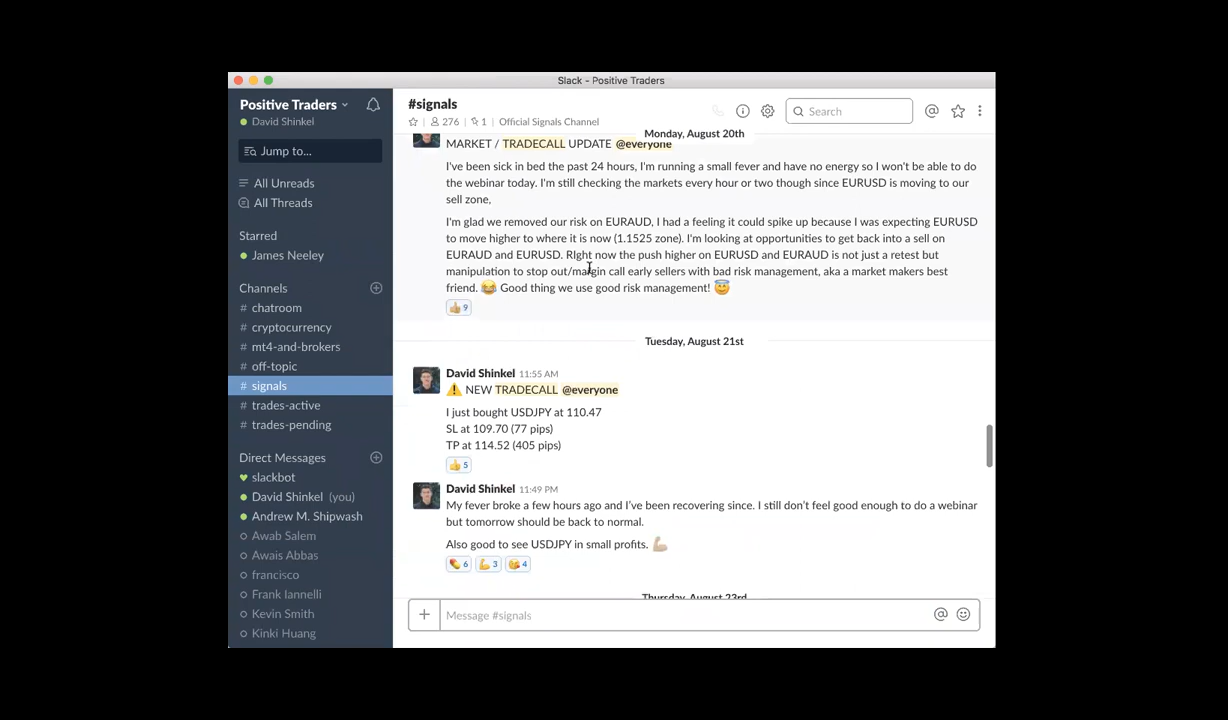 Slack - Positive Traders
Positive Traders
David Shinkel
Jump to...
All Unreads
All Threads
Starred
James Neeley
Channels
# chatroom
# cryptocurrency
# mt4-and-brokers
# off-topic
# signals
# trades-active
# trades-pending
Direct Messages
slackbot
David Shinkel (you)
Andrew M. Shipwash
Awab Salem
Awais Abbas
francisco
Frank Iannelli
Kevin Smith
Kinki Huang
#signals
276 | 1 | Official Signals Channel
Search
Monday, August 20th
MARKET / TRADECALL UPDATE @everyone
I've been sick in bed the past 24 hours, I'm running a small fever and have no energy so I won't be able to do
the webinar today. I'm still checking the markets every hour or two though since EURUSD is moving to our
sell zone,
I'm glad we removed our risk on EURAUD, I had a feeling it could spike up because I was expecting EURUSD
to move higher to where it is now (1.1525 zone). I'm looking at opportunities to get back into a sell on
EURAUD and EURUSD. RIght now the push higher on EURUSD and EURAUD is not just a retest but
manipulation to stop out/margin call early sellers with bad risk management, aka a market makers best
friend. 😂 Good thing we use good risk management! 😇
👍 9
Tuesday, August 21st
David Shinkel 11:55 AM
⚠️ NEW TRADECALL @everyone
I just bought USDJPY at 110.47
SL at 109.70 (77 pips)
TP at 114.52 (405 pips)
👍 5
David Shinkel 11:49 PM
My fever broke a few hours ago and I've been recovering since. I still don't feel good enough to do a webinar
but tomorrow should be back to normal.
Also good to see USDJPY in small profits. 💪
💊 6 💪 3 😘 4
Thursday, August 23rd
Message #signals